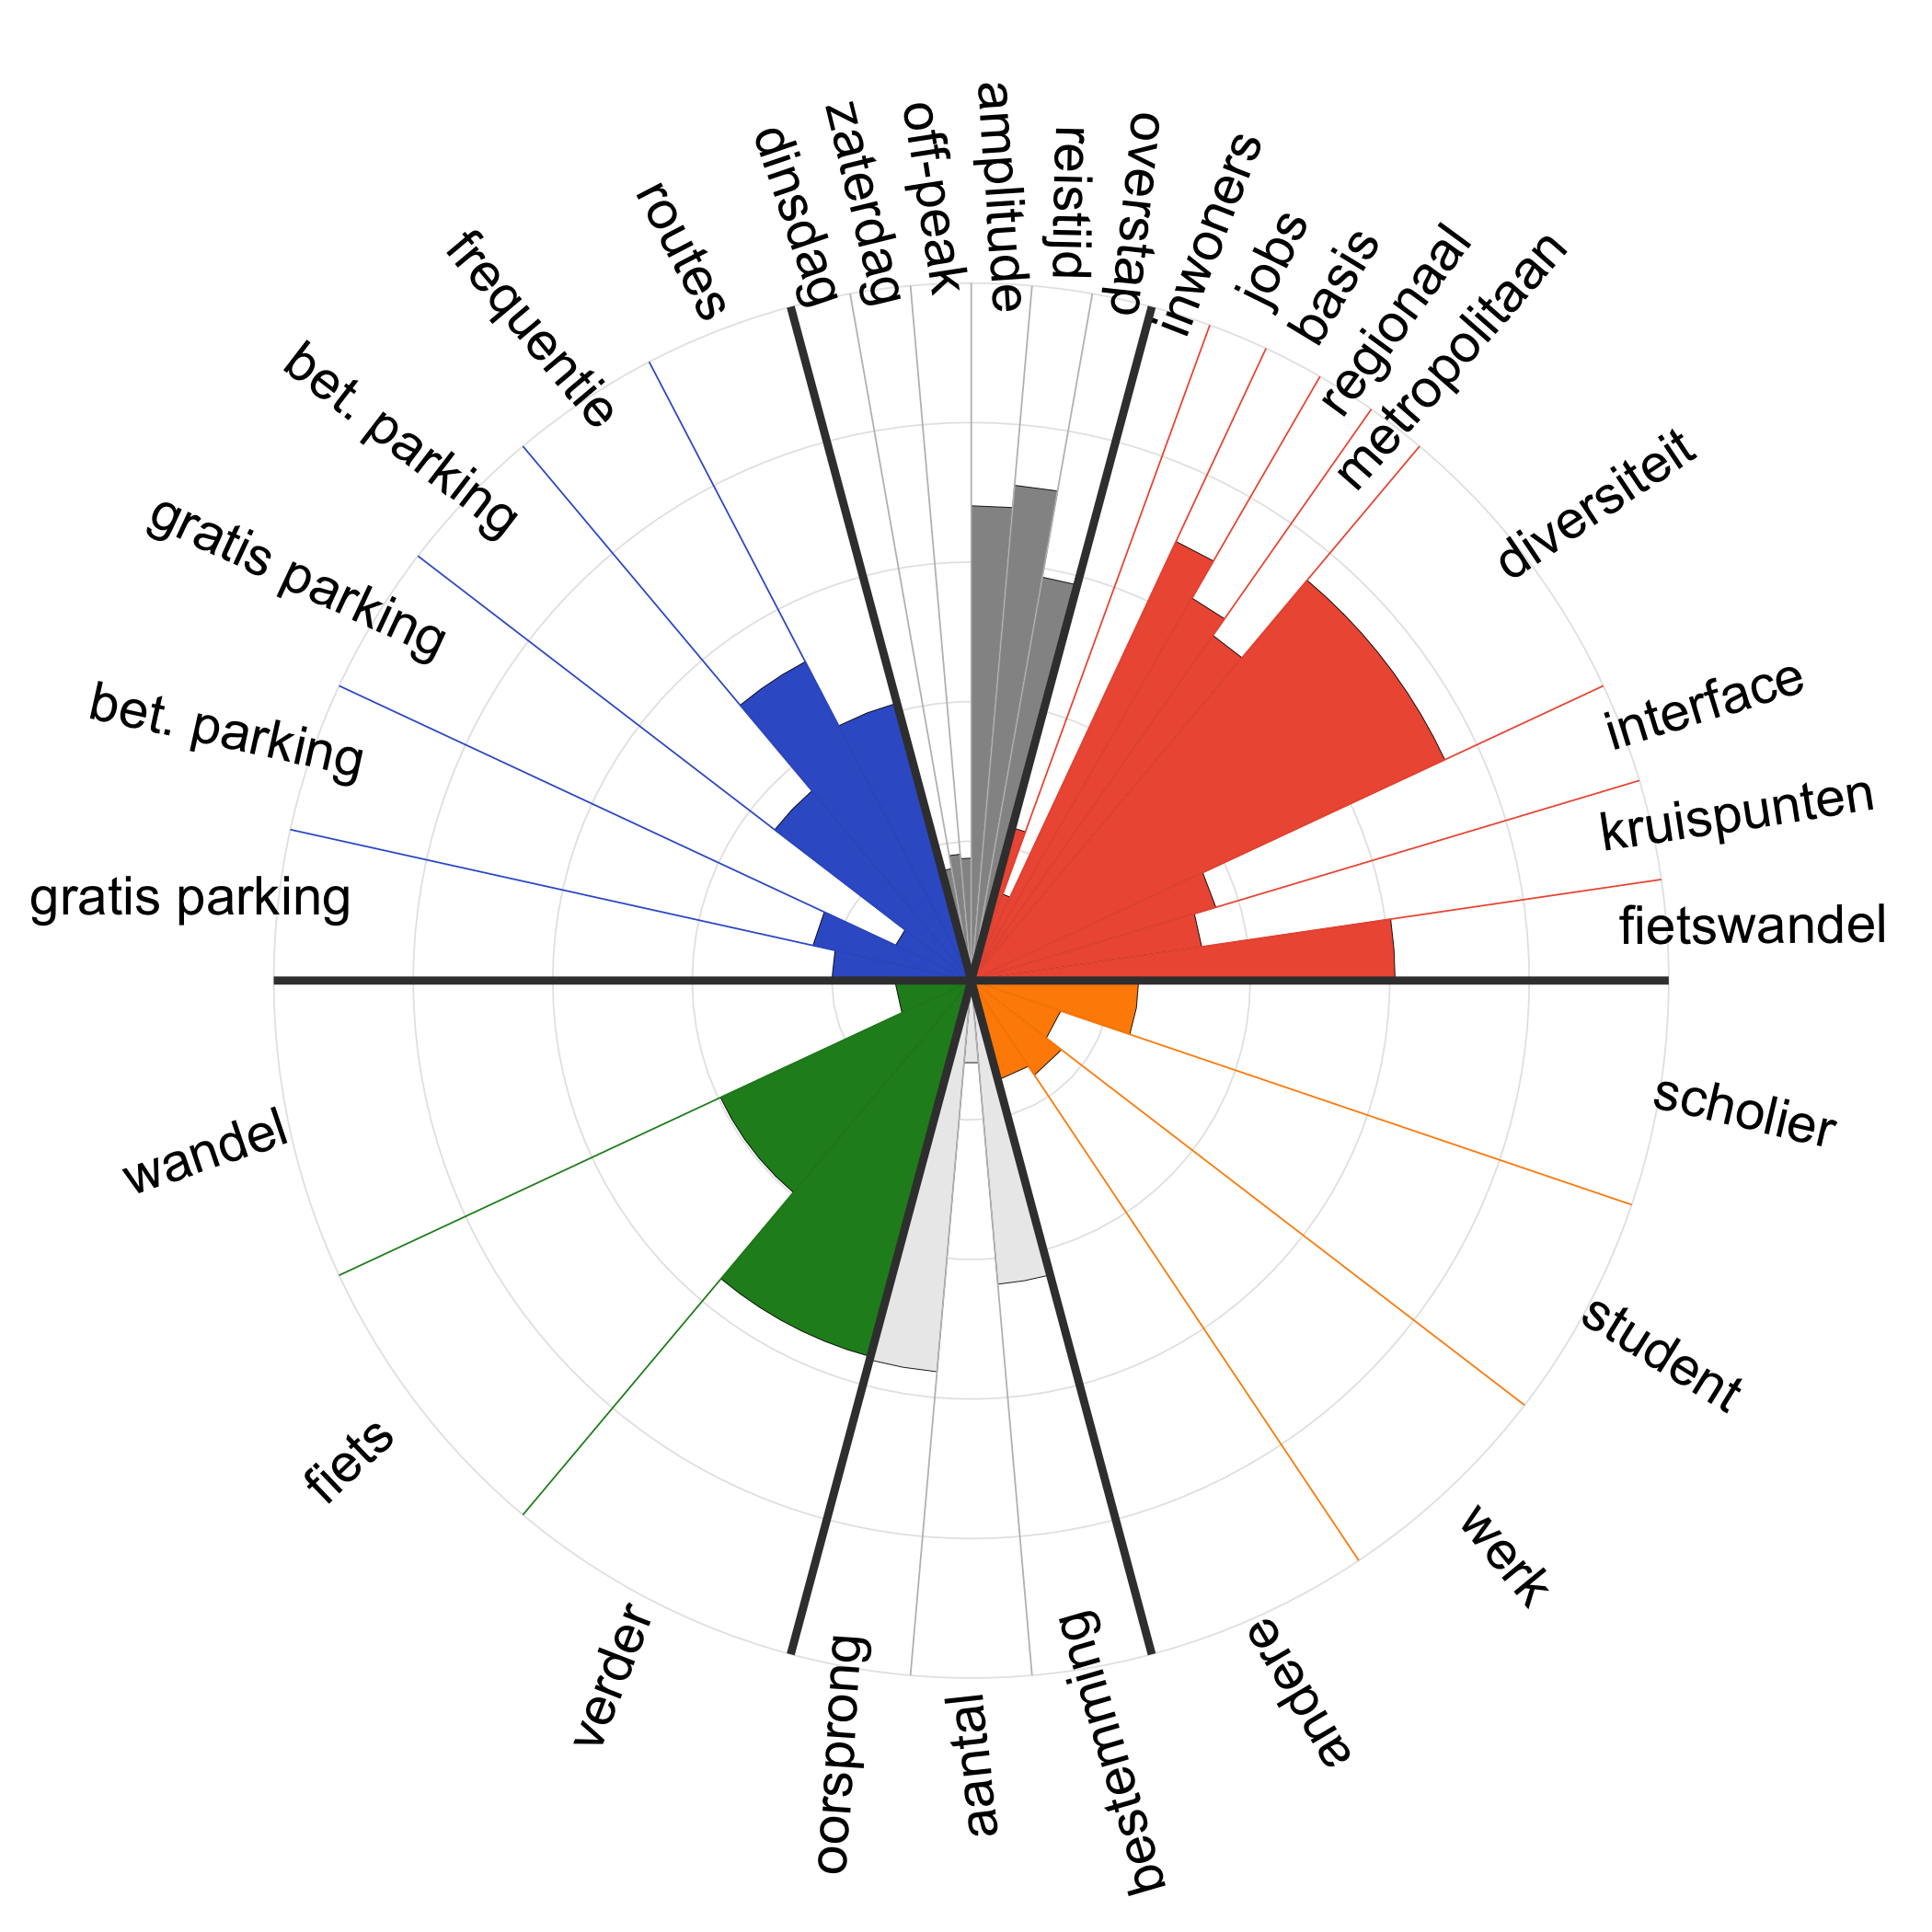 dinsdag
zaterdag
off-peak
amplitude
reistijd
overstap
inwoners
jobs
basis
regionaal
metropolitaan
diversiteit
interface
kruispunten
fietswandel
scholier
student
werk
andere
bestemming
aantal
oorsprong
verder
fiets
wandel
gratis parking
bet. parking
gratis parking
bet. parking
frequentie
routes